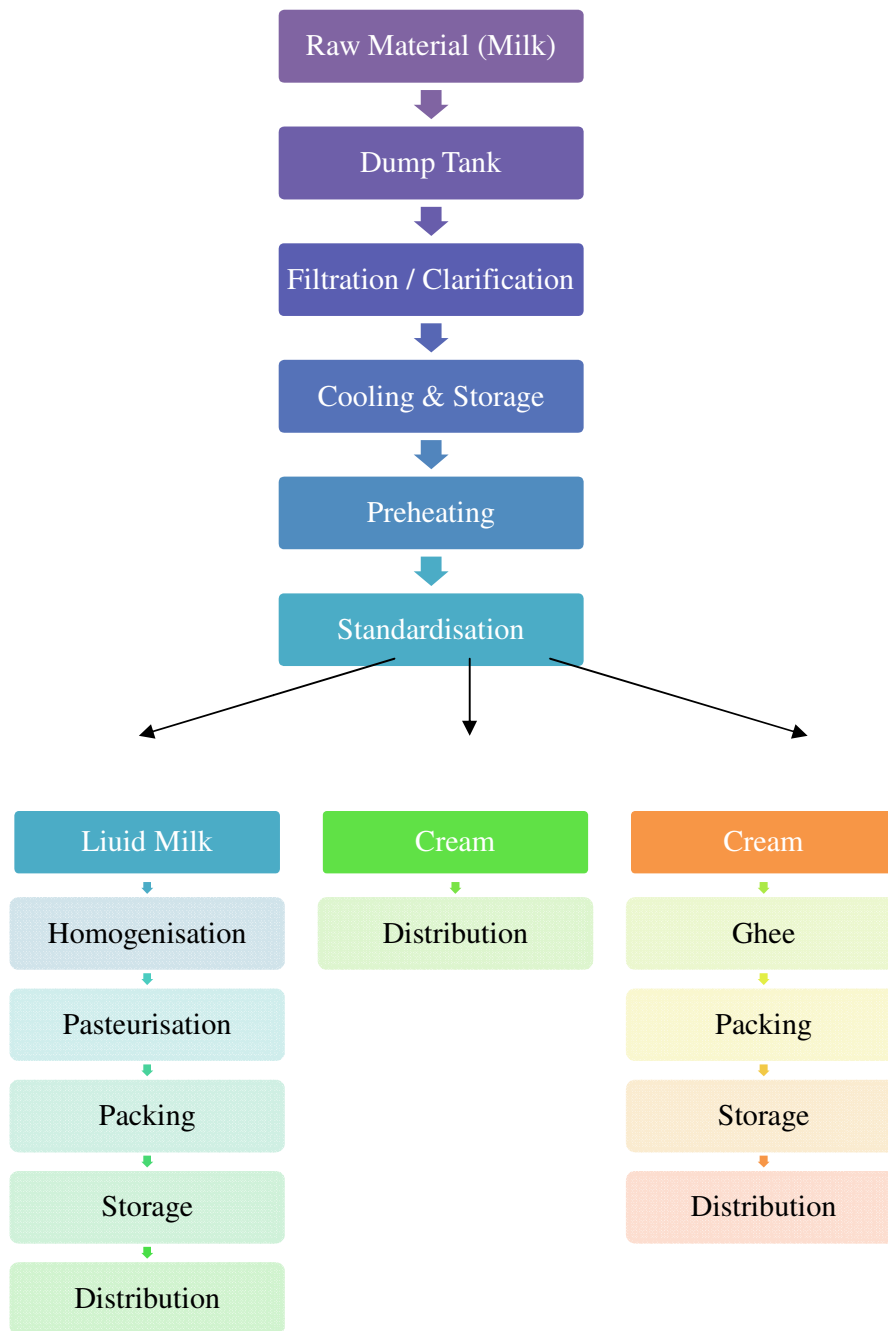 Raw Material (Milk)
Dump Tank
Filtration / Clarification
Cooling & Storage
Preheating
Standardisation
Liuid Milk
Homogenisation
Pasteurisation
Packing
Storage
Distribution
Cream
Distribution
Cream
Ghee
Packing
Storage
Distribution